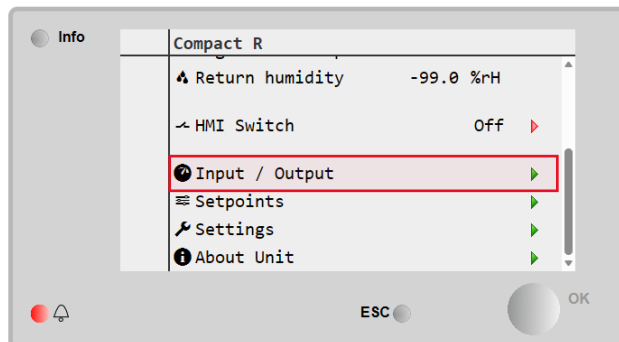 Info
Compact R
Return humidity -99.0 %rH
HMI Switch Off
Input / Output
Setpoints
Settings
About Unit
ESC
OK